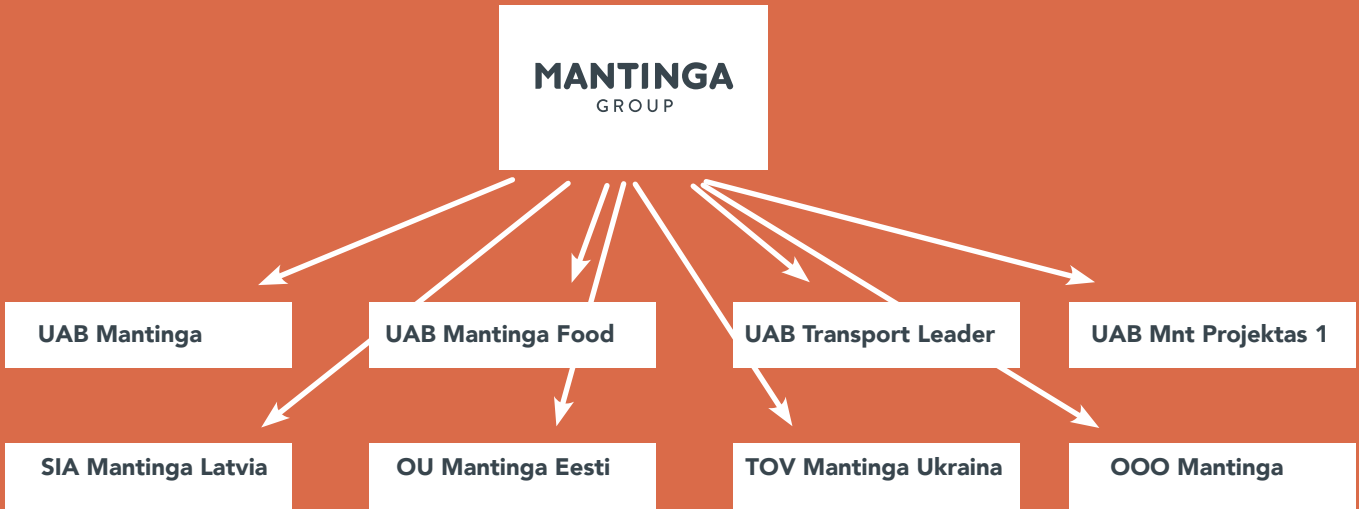 MANTINGA
GROUP
UAB Mantinga
UAB Mantinga Food
UAB Transport Leader
UAB Mnt Projektas 1
SIA Mantinga Latvia
OU Mantinga Eesti
TOV Mantinga Ukraina
OOO Mantinga